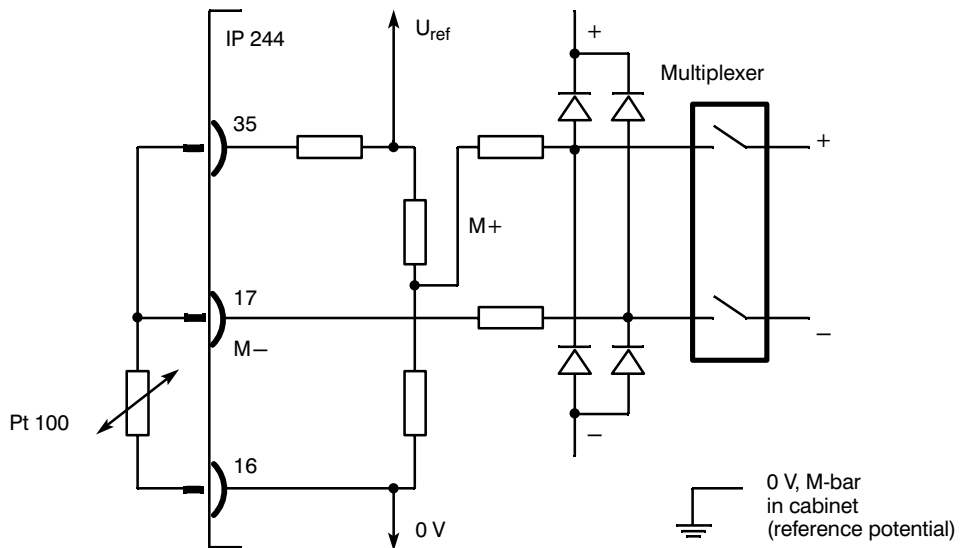 U_ref
IP 244
+
Multiplexer
35
+
M+
17
M−
−
Pt 100
−
16
0 V
0 V, M-bar
in cabinet
(reference potential)